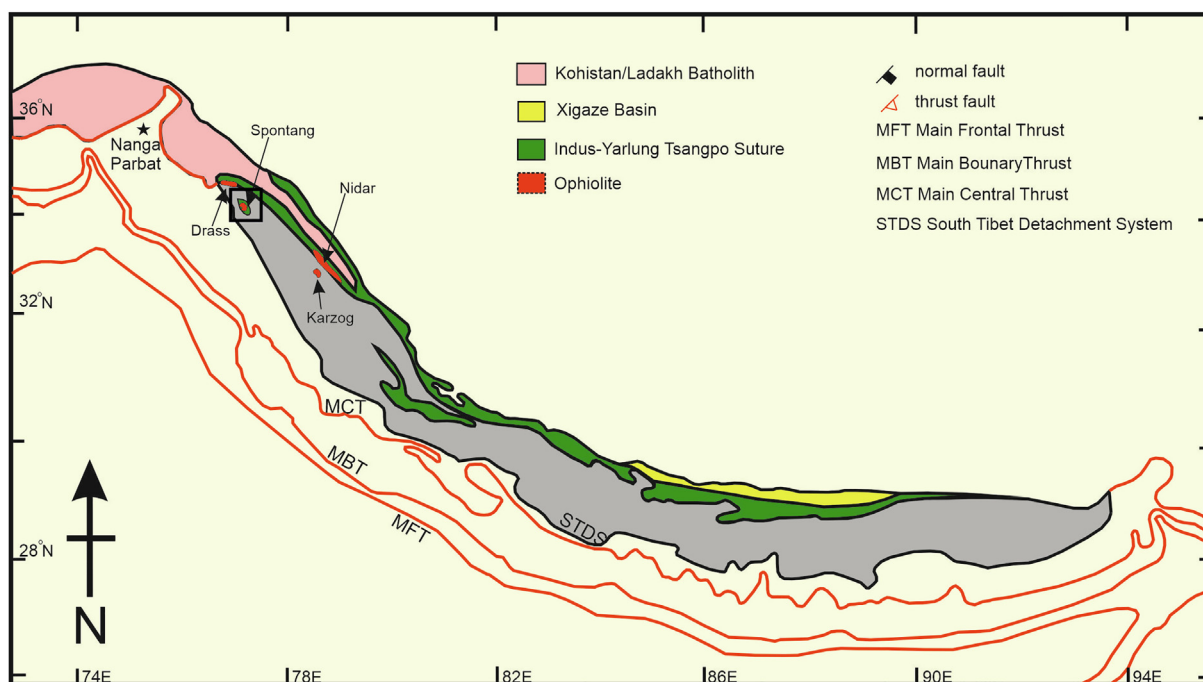 Kohistan/Ladakh Batholith
Xigaze Basin
Indus-Yarlung Tsangpo Suture
Ophiolite
normal fault
thrust fault
MFT Main Frontal Thrust
MBT Main BounaryThrust
MCT Main Central Thrust
STDS South Tibet Detachment System
36°N
32°N
28°N
Nanga
Parbat
Spontang
Nidar
Drass
Karzog
MCT
MBT
MFT
STDS
N
74E
78E
82E
86E
90E
94E